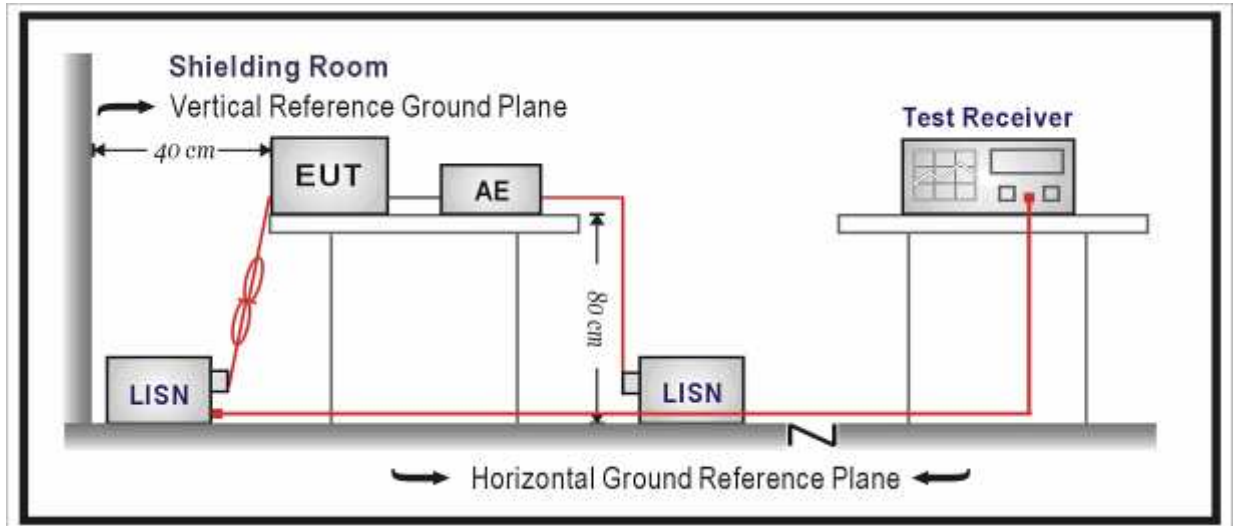 Shielding Room
Vertical Reference Ground Plane
Test Receiver
40 cm
EUT
AE
80 cm
LISN
LISN
Horizontal Ground Reference Plane